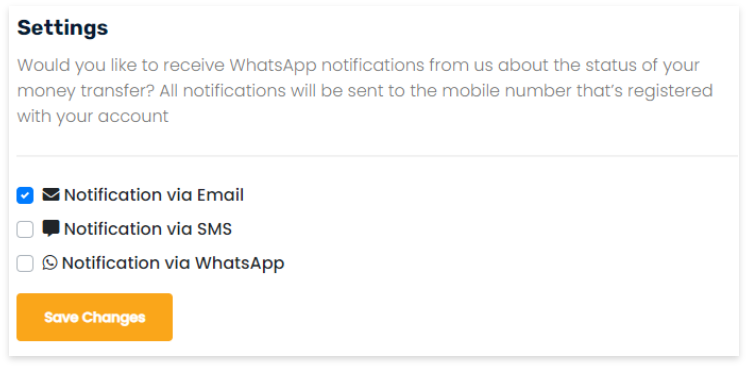 Settings
Would you like to receive WhatsApp notifications from us about the status of your
money transfer? All notifications will be sent to the mobile number that's registered
with your account
Notification via Email
Notification via SMS
Notification via WhatsApp
Save Changes